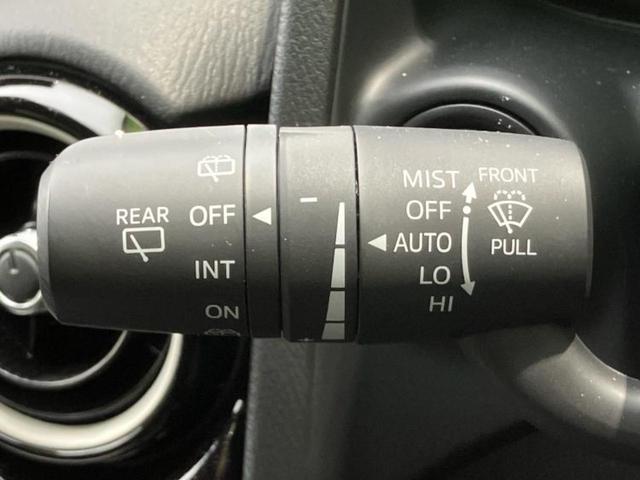 REAR
OFF
INT
ON
−
+
MIST
OFF
AUTO
LO
HI
FRONT
PULL